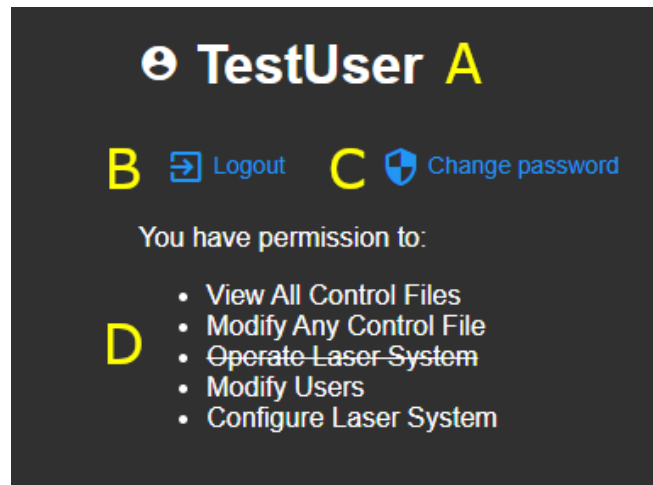 TestUser A
B Logout C Change password
You have permission to:
• View All Control Files
• Modify Any Control File
D • Operate Laser System
• Modify Users
• Configure Laser System